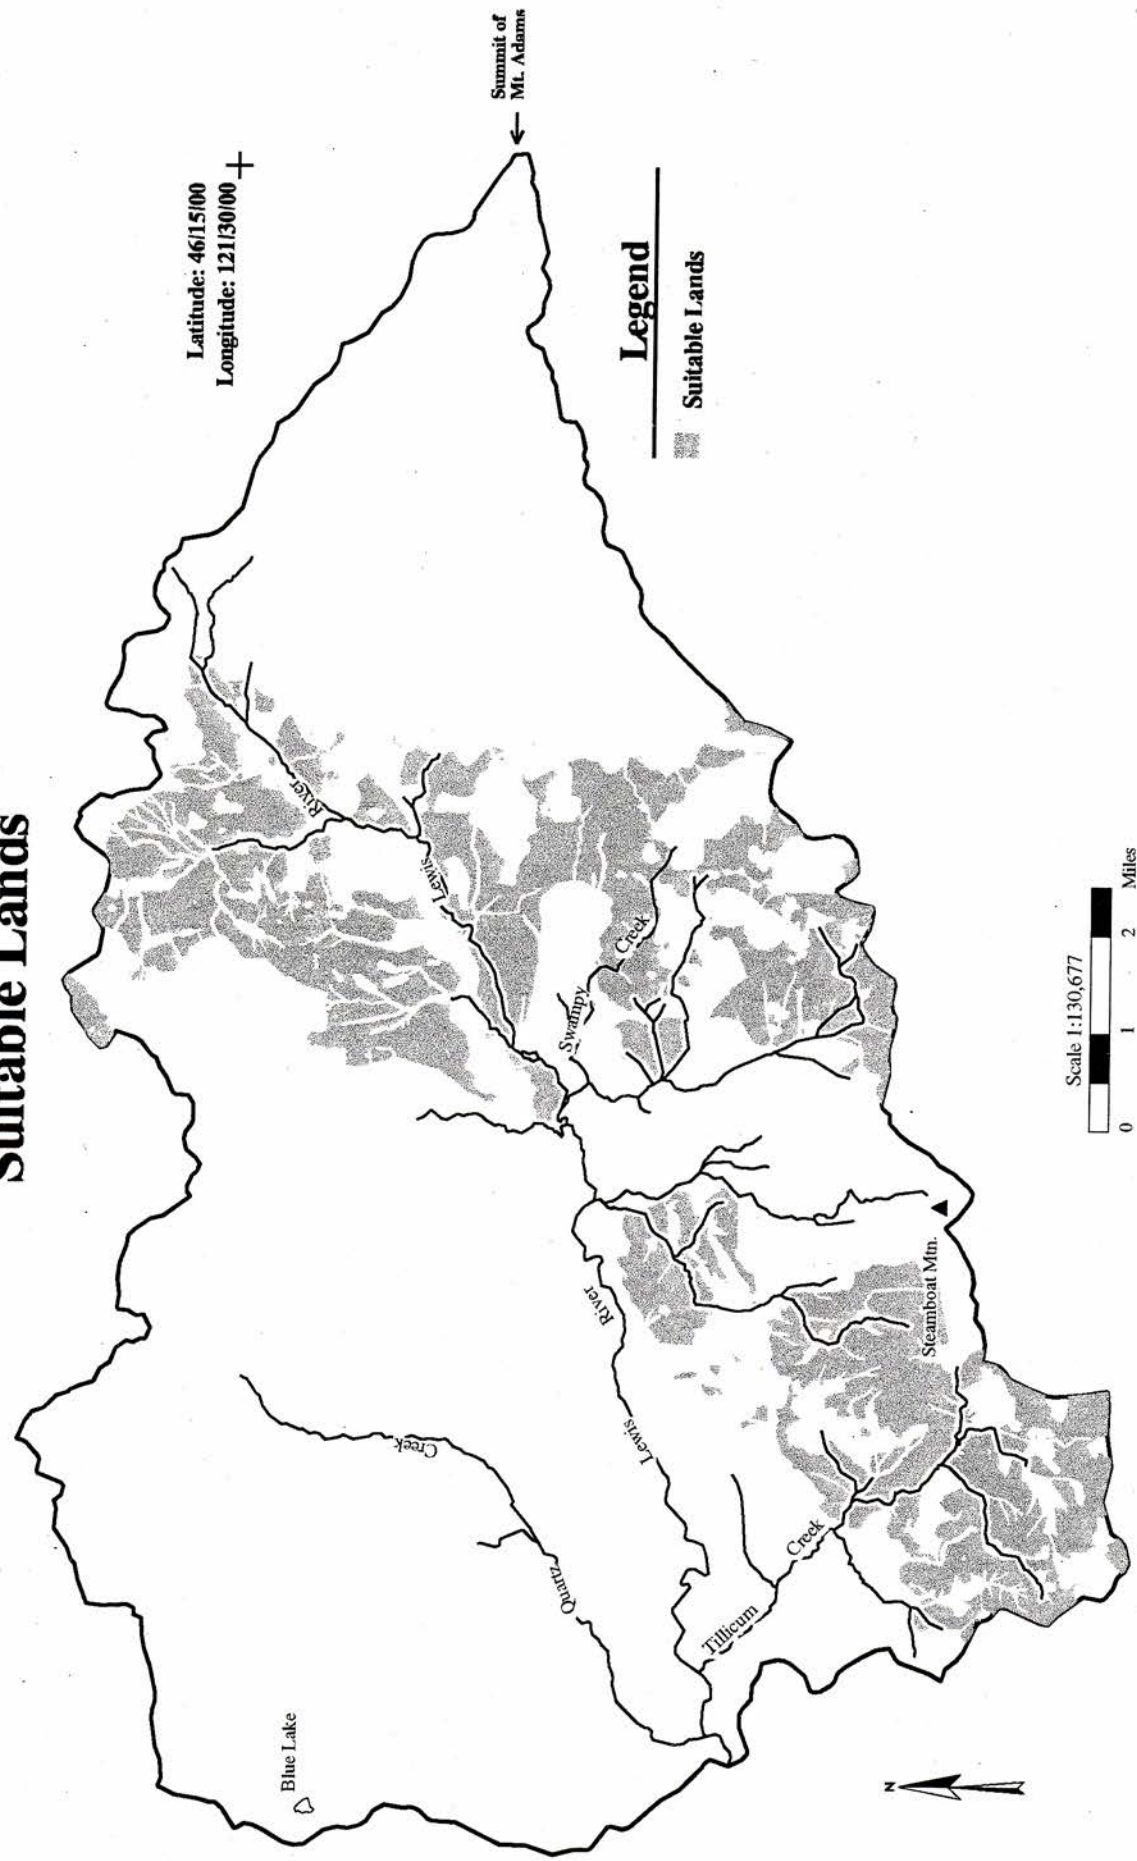 Suitable Lands
Summit of
Mt. Adams
Latitude: 46/15/00
Longitude: 121/30/00
Legend
Suitable Lands
River
Lewis
Creek
Swampy
River
Lewis
Creek
Quartz
Creek
Tillicum
Steamboat Mtn.
Blue Lake
N
Scale 1:130,677
0 1 2 Miles